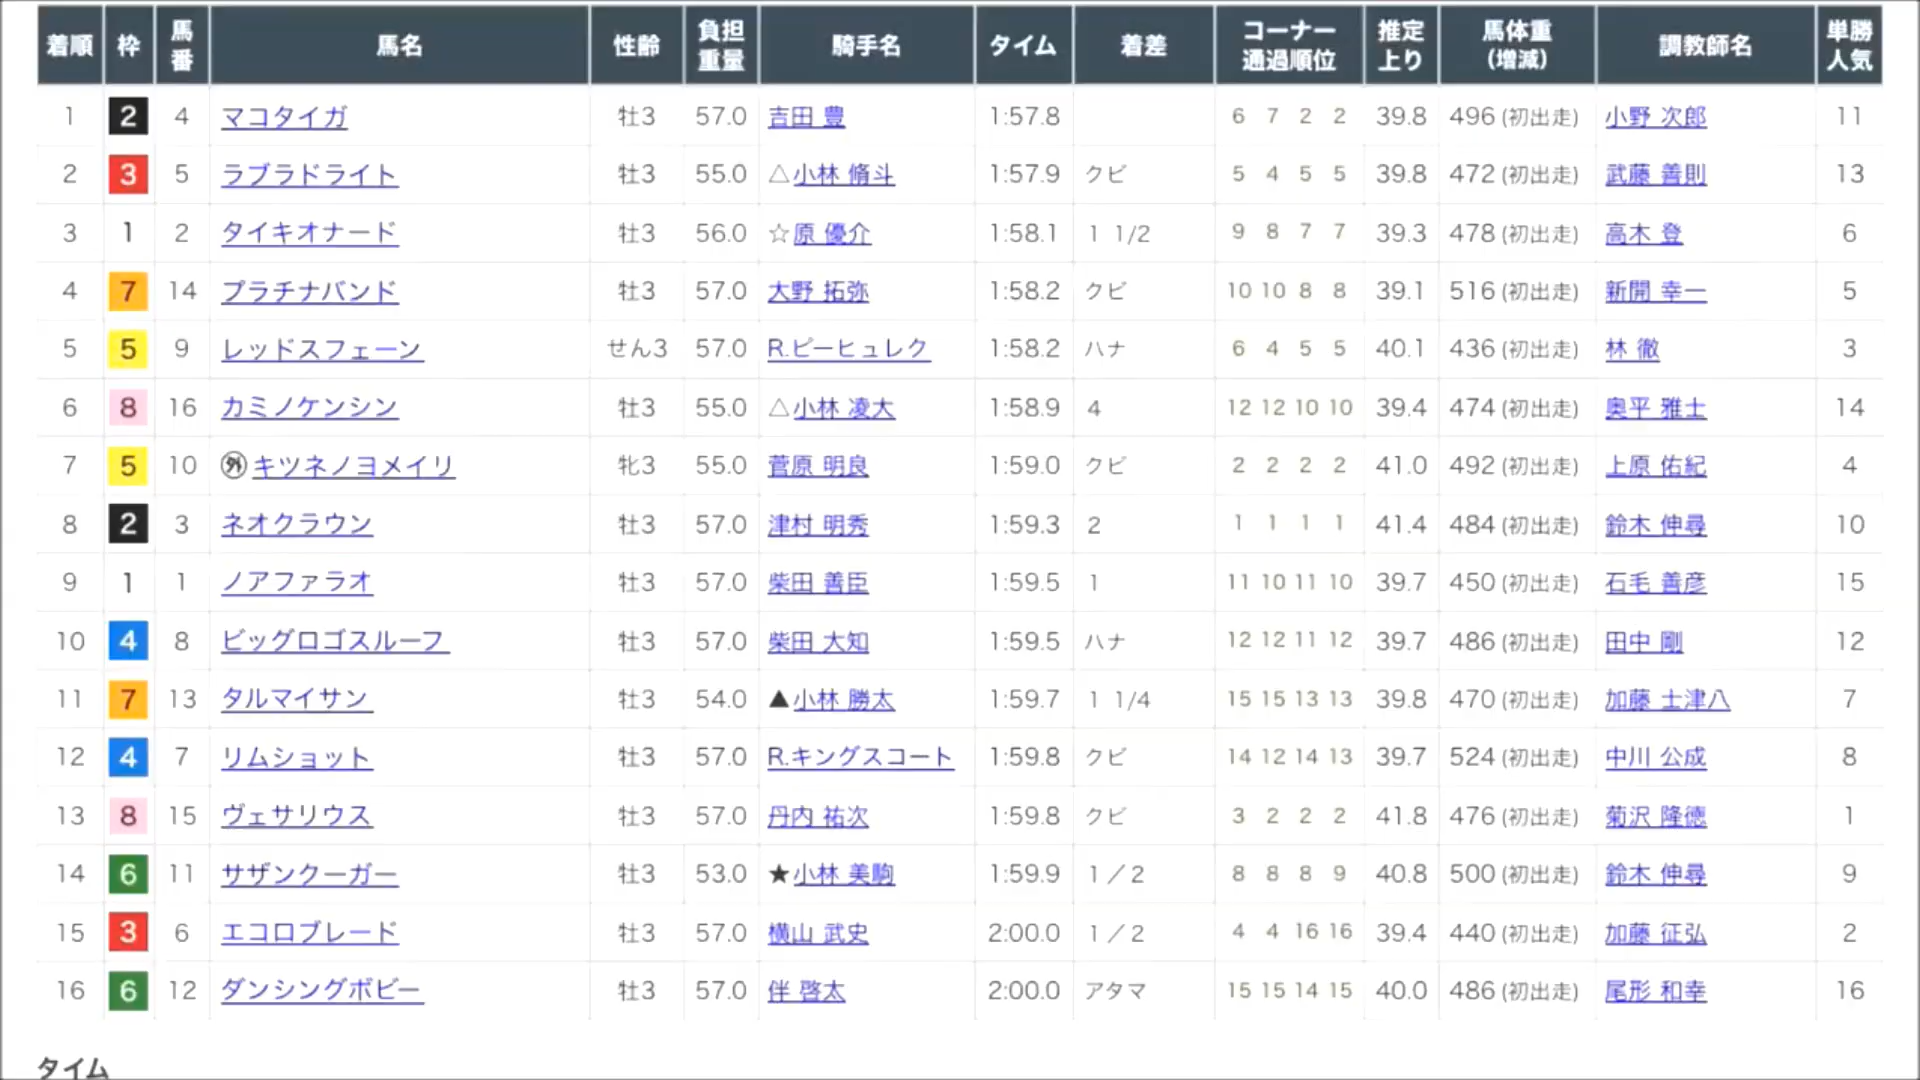 着順 枠 馬番 馬名 性齢 負担重量 騎手名 タイム 着差 コーナー通過順位 推定上り 馬体重(増減) 調教師名 単勝人気
1 2 4 マコタイガ 牡3 57.0 吉田 豊 1:57.8 6 7 2 2 39.8 496 (初出走) 小野 次郎 11
2 3 5 ラブラドライト 牡3 55.0 △小林 脩斗 1:57.9 クビ 5 4 5 5 39.8 472 (初出走) 武藤 善則 13
3 1 2 タイキオナード 牡3 56.0 ☆原 優介 1:58.1 1 1/2 9 8 7 7 39.3 478 (初出走) 高木 登 6
4 7 14 プラチナバンド 牡3 57.0 大野 拓弥 1:58.2 クビ 10 10 8 8 39.1 516 (初出走) 新開 幸一 5
5 5 9 レッドスフェーン せん3 57.0 R.ピーヒュレク 1:58.2 ハナ 6 4 5 5 40.1 436 (初出走) 林 徹 3
6 8 16 カミノケンシン 牡3 55.0 △小林 凌大 1:58.9 4 12 12 10 10 39.4 474 (初出走) 奥平 雅士 14
7 5 10 外 キツネノヨメイリ 牝3 55.0 菅原 明良 1:59.0 クビ 2 2 2 2 41.0 492 (初出走) 上原 佑紀 4
8 2 3 ネオクラウン 牡3 57.0 津村 明秀 1:59.3 2 1 1 1 1 41.4 484 (初出走) 鈴木 伸尋 10
9 1 1 ノアファラオ 牡3 57.0 柴田 善臣 1:59.5 1 11 10 11 10 39.7 450 (初出走) 石毛 善彦 15
10 4 8 ビッグロゴスルーフ 牡3 57.0 柴田 大知 1:59.5 ハナ 12 12 11 12 39.7 486 (初出走) 田中 剛 12
11 7 13 タルマイサン 牡3 54.0 ▲小林 勝太 1:59.7 1 1/4 15 15 13 13 39.8 470 (初出走) 加藤 士津八 7
12 4 7 リムショット 牡3 57.0 R.キングスコート 1:59.8 クビ 14 12 14 13 39.7 524 (初出走) 中川 公成 8
13 8 15 ヴェサリウス 牡3 57.0 丹内 祐次 1:59.8 クビ 3 2 2 2 41.8 476 (初出走) 菊沢 隆徳 1
14 6 11 サザンクーガー 牡3 53.0 ★小林 美駒 1:59.9 1／2 8 8 8 9 40.8 500 (初出走) 鈴木 伸尋 9
15 3 6 エコロブレード 牡3 57.0 横山 武史 2:00.0 1／2 4 4 16 16 39.4 440 (初出走) 加藤 征弘 2
16 6 12 ダンシングボビー 牡3 57.0 伴 啓太 2:00.0 アタマ 15 15 14 15 40.0 486 (初出走) 尾形 和幸 16
タイム